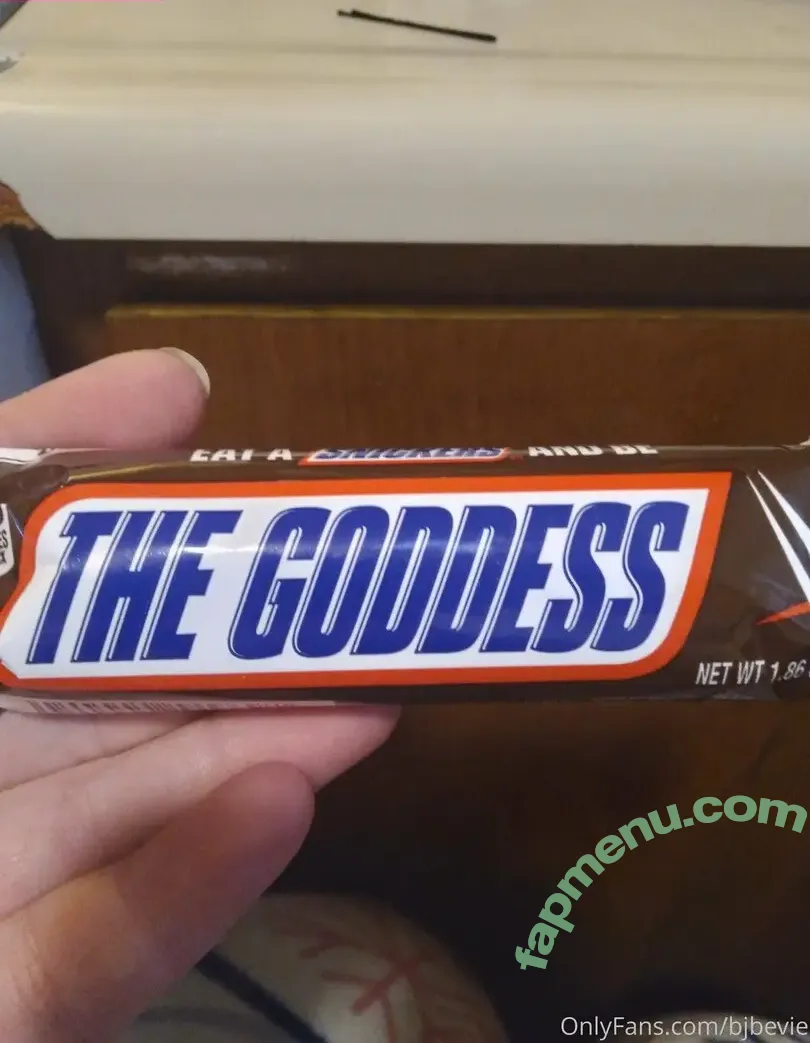 EAT A SNICKERS AND BE
THE GODDESS
NET WT 1.86
fapmenu.com
OnlyFans.com/bjbevie